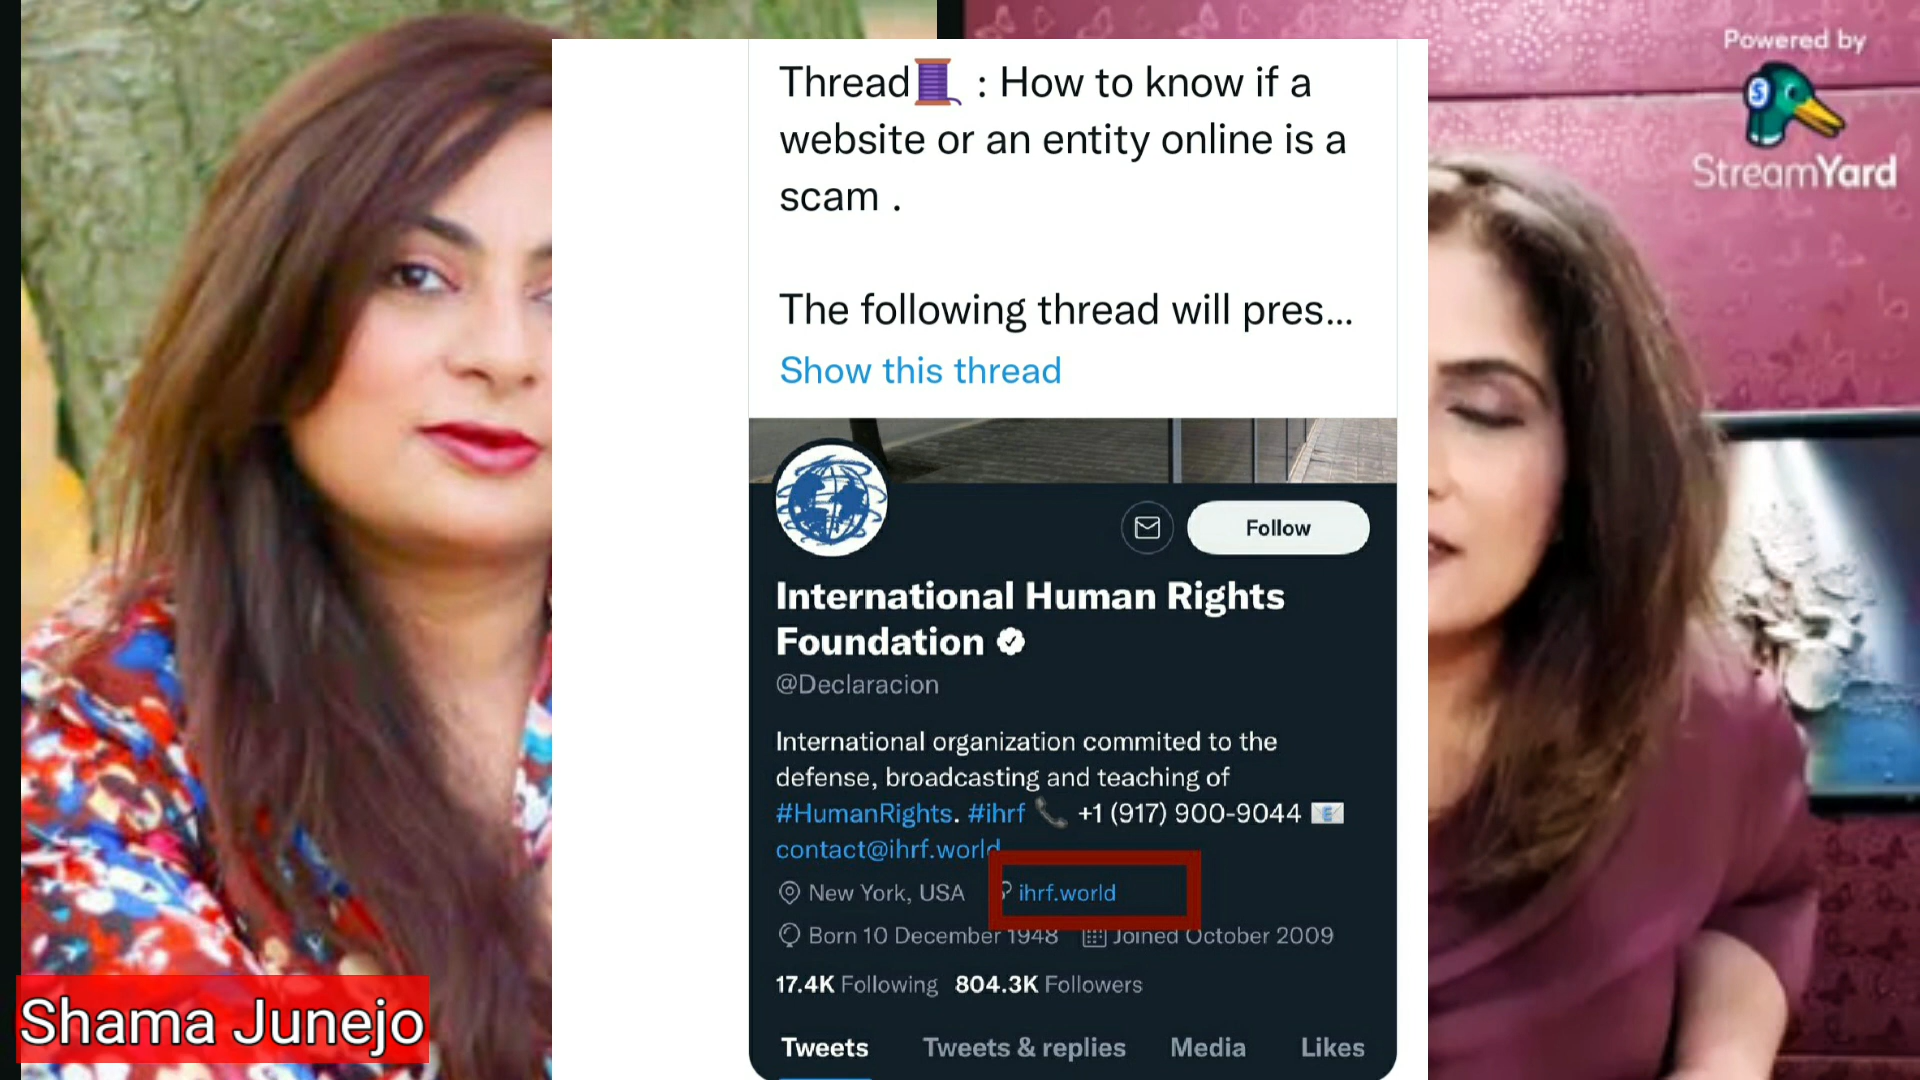 Powered by
StreamYard
Thread🧵 : How to know if a
website or an entity online is a
scam .
The following thread will pres...
Show this thread
Follow
International Human Rights
Foundation
@Declaracion
International organization commited to the
defense, broadcasting and teaching of
#HumanRights. #ihrf 📞 +1 (917) 900-9044 📧
contact@ihrf.world
New York, USA ihrf.world
Born 10 December 1948 Joined October 2009
17.4K Following 804.3K Followers
Tweets Tweets & replies Media Likes
Shama Junejo